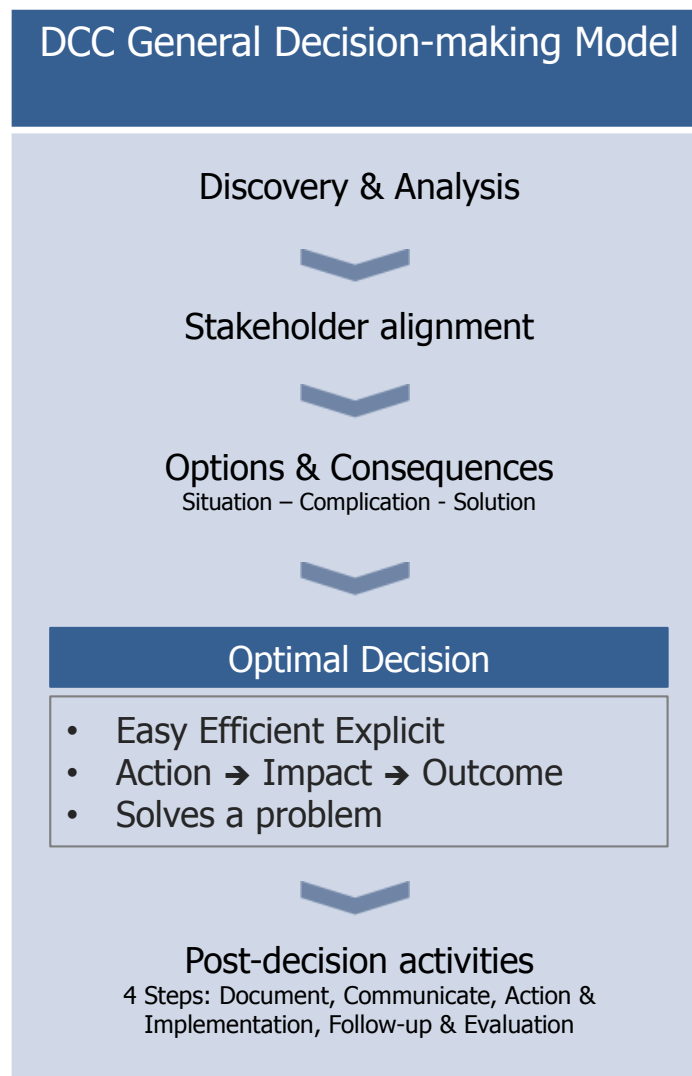 DCC General Decision-making Model
Discovery & Analysis
Stakeholder alignment
Options & Consequences
Situation – Complication - Solution
Optimal Decision
• Easy Efficient Explicit
• Action ➔ Impact ➔ Outcome
• Solves a problem
Post-decision activities
4 Steps: Document, Communicate, Action &
Implementation, Follow-up & Evaluation